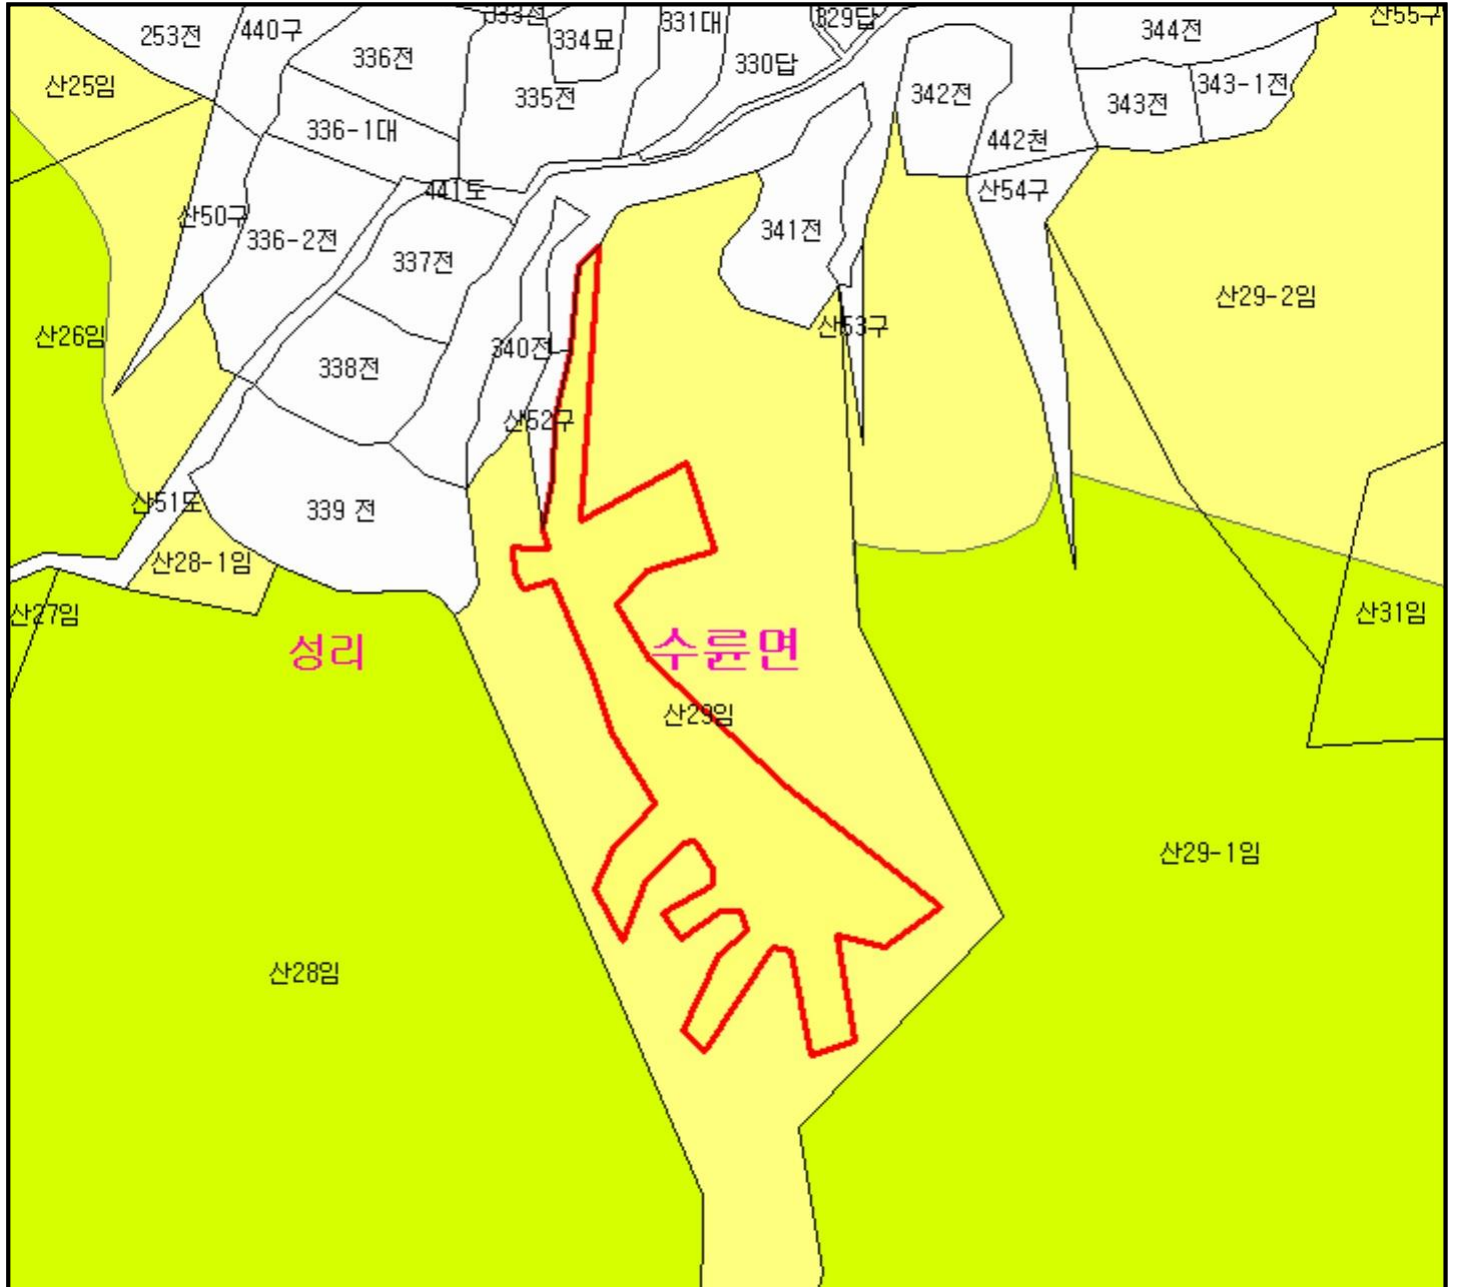 333전
331대
329답
산55구
253전
440구
334묘
344전
336전
330답
산25임
335전
342전
343전
343-1전
336-1대
442천
441도
산54구
산50구
336-2전
341전
337전
산29-2임
산53구
산26임
340전
338전
산52구
산51도
339 전
산28-1임
산27임
산31임
성리
수륜면
산29임
산29-1임
산28임